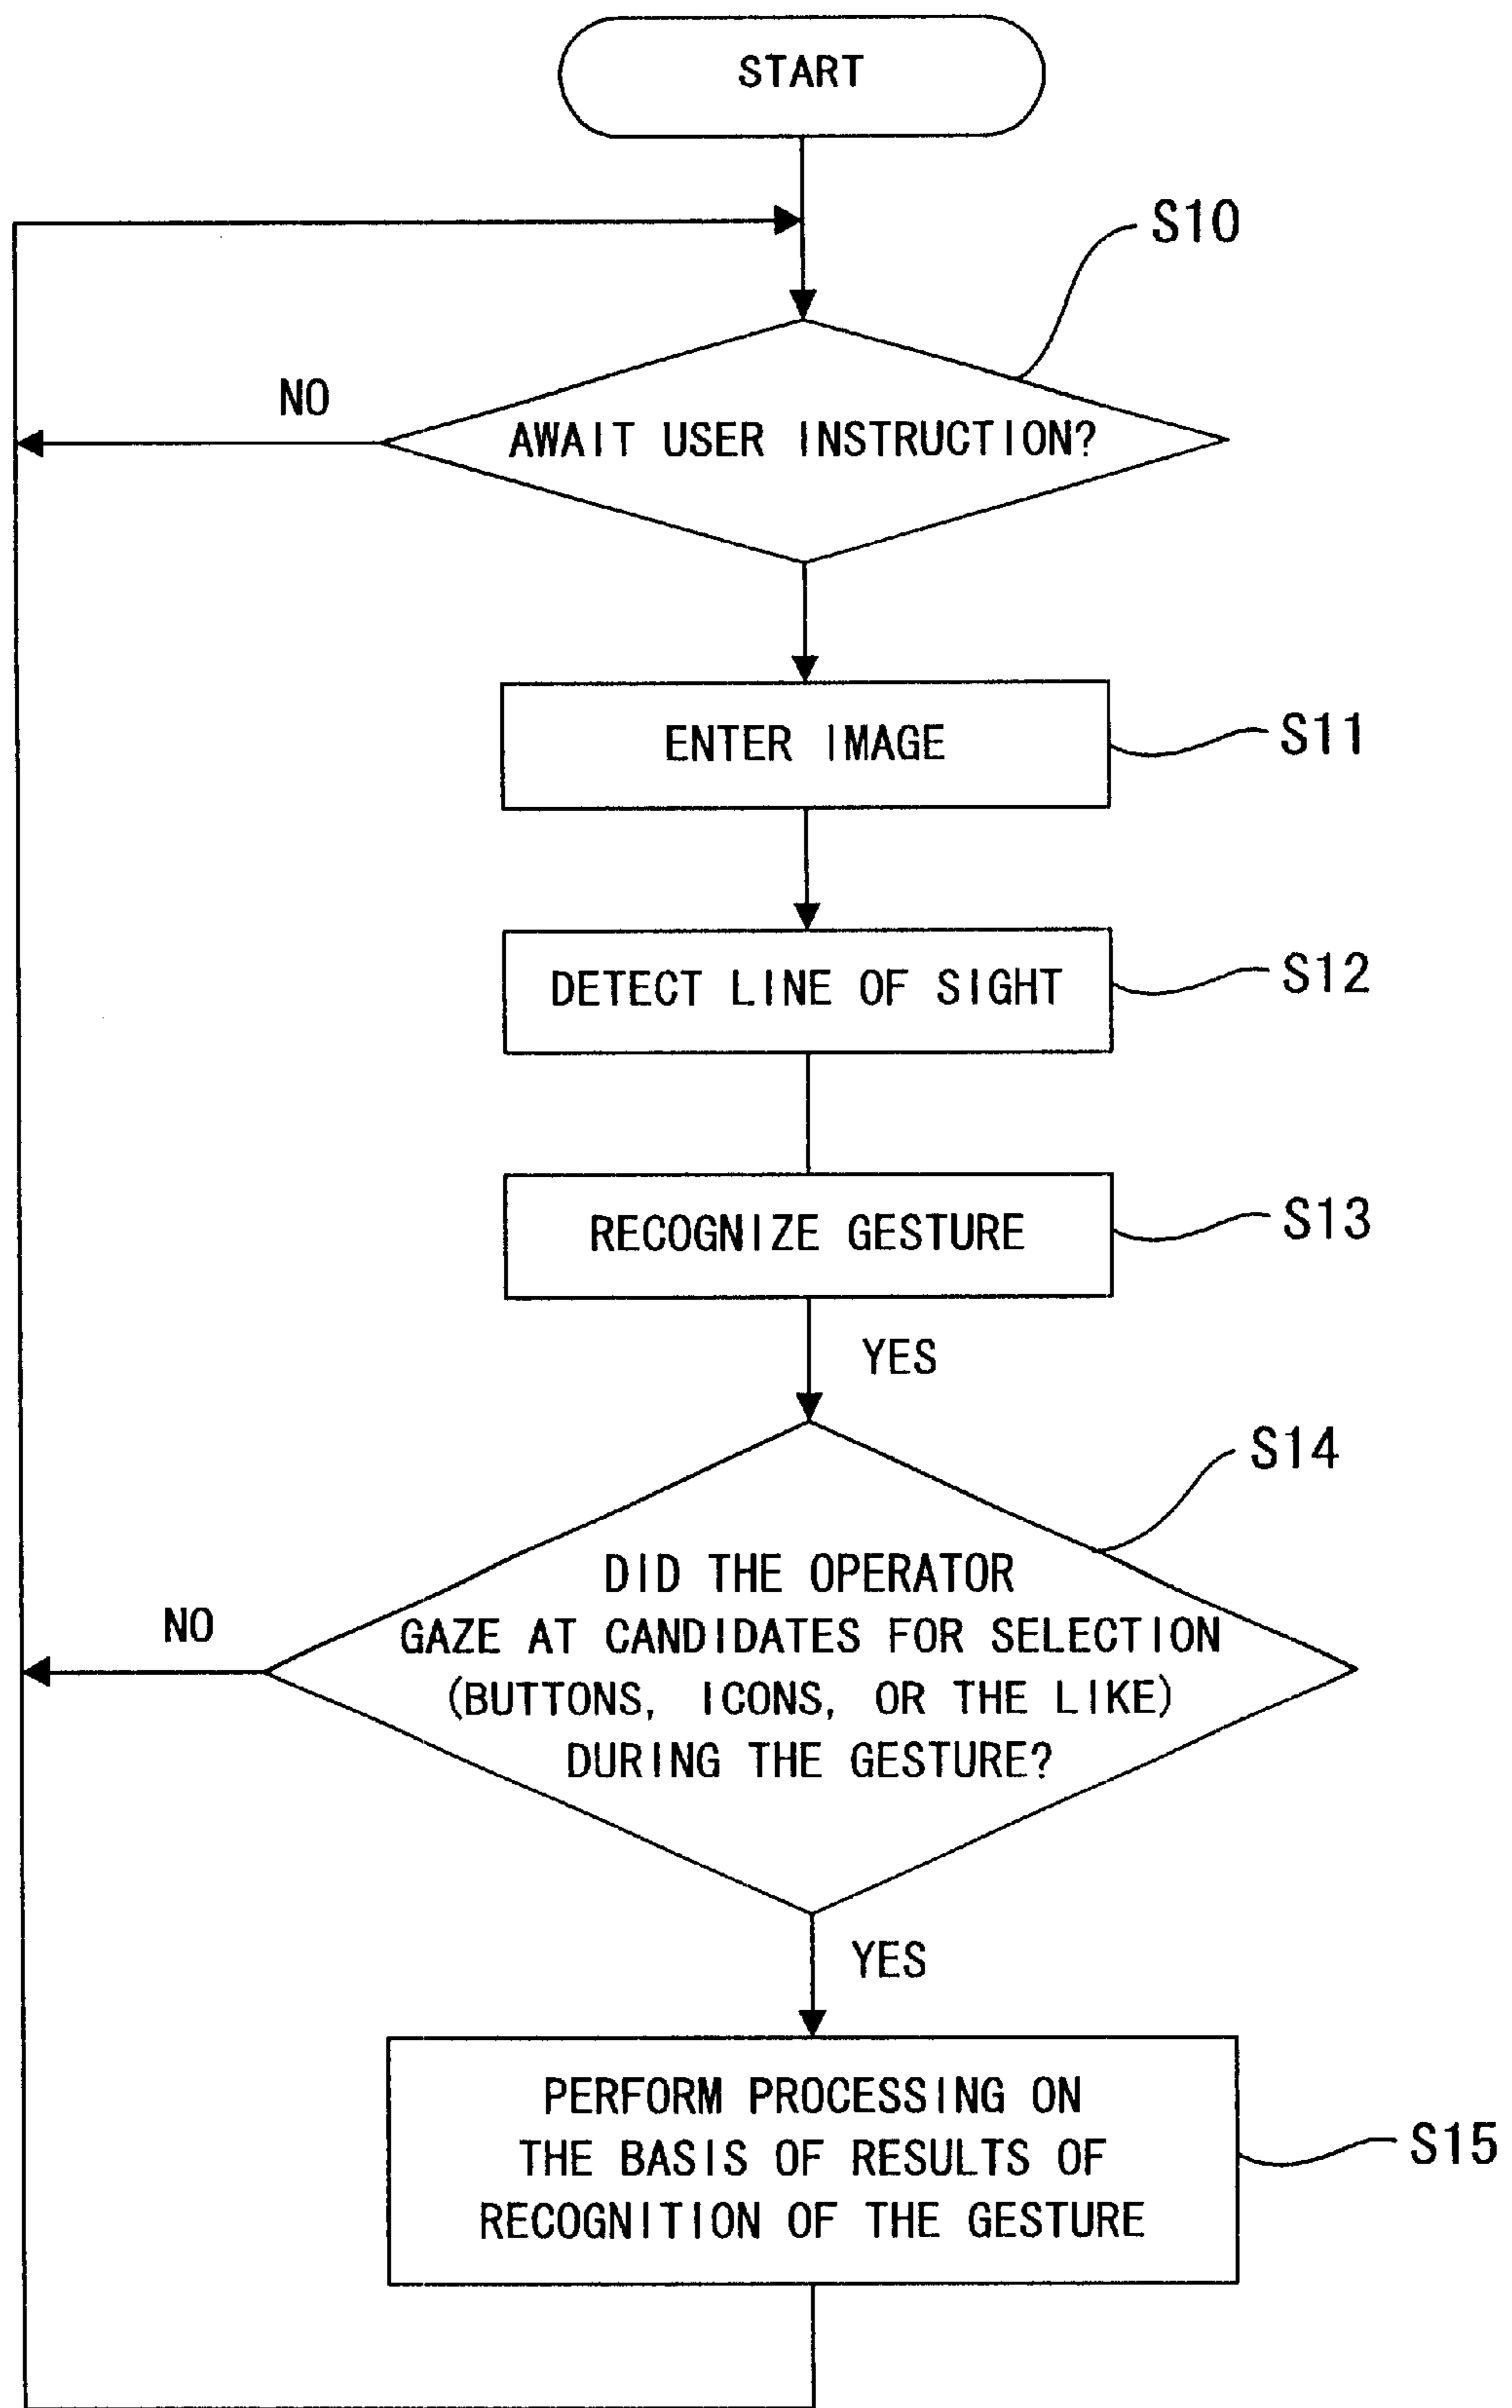 START
S10
NO
AWAIT USER INSTRUCTION?
ENTER IMAGE
S11
DETECT LINE OF SIGHT
S12
RECOGNIZE GESTURE
S13
YES
S14
DID THE OPERATOR
GAZE AT CANDIDATES FOR SELECTION
(BUTTONS, ICONS, OR THE LIKE)
DURING THE GESTURE?
NO
YES
PERFORM PROCESSING ON
THE BASIS OF RESULTS OF
RECOGNITION OF THE GESTURE
S15